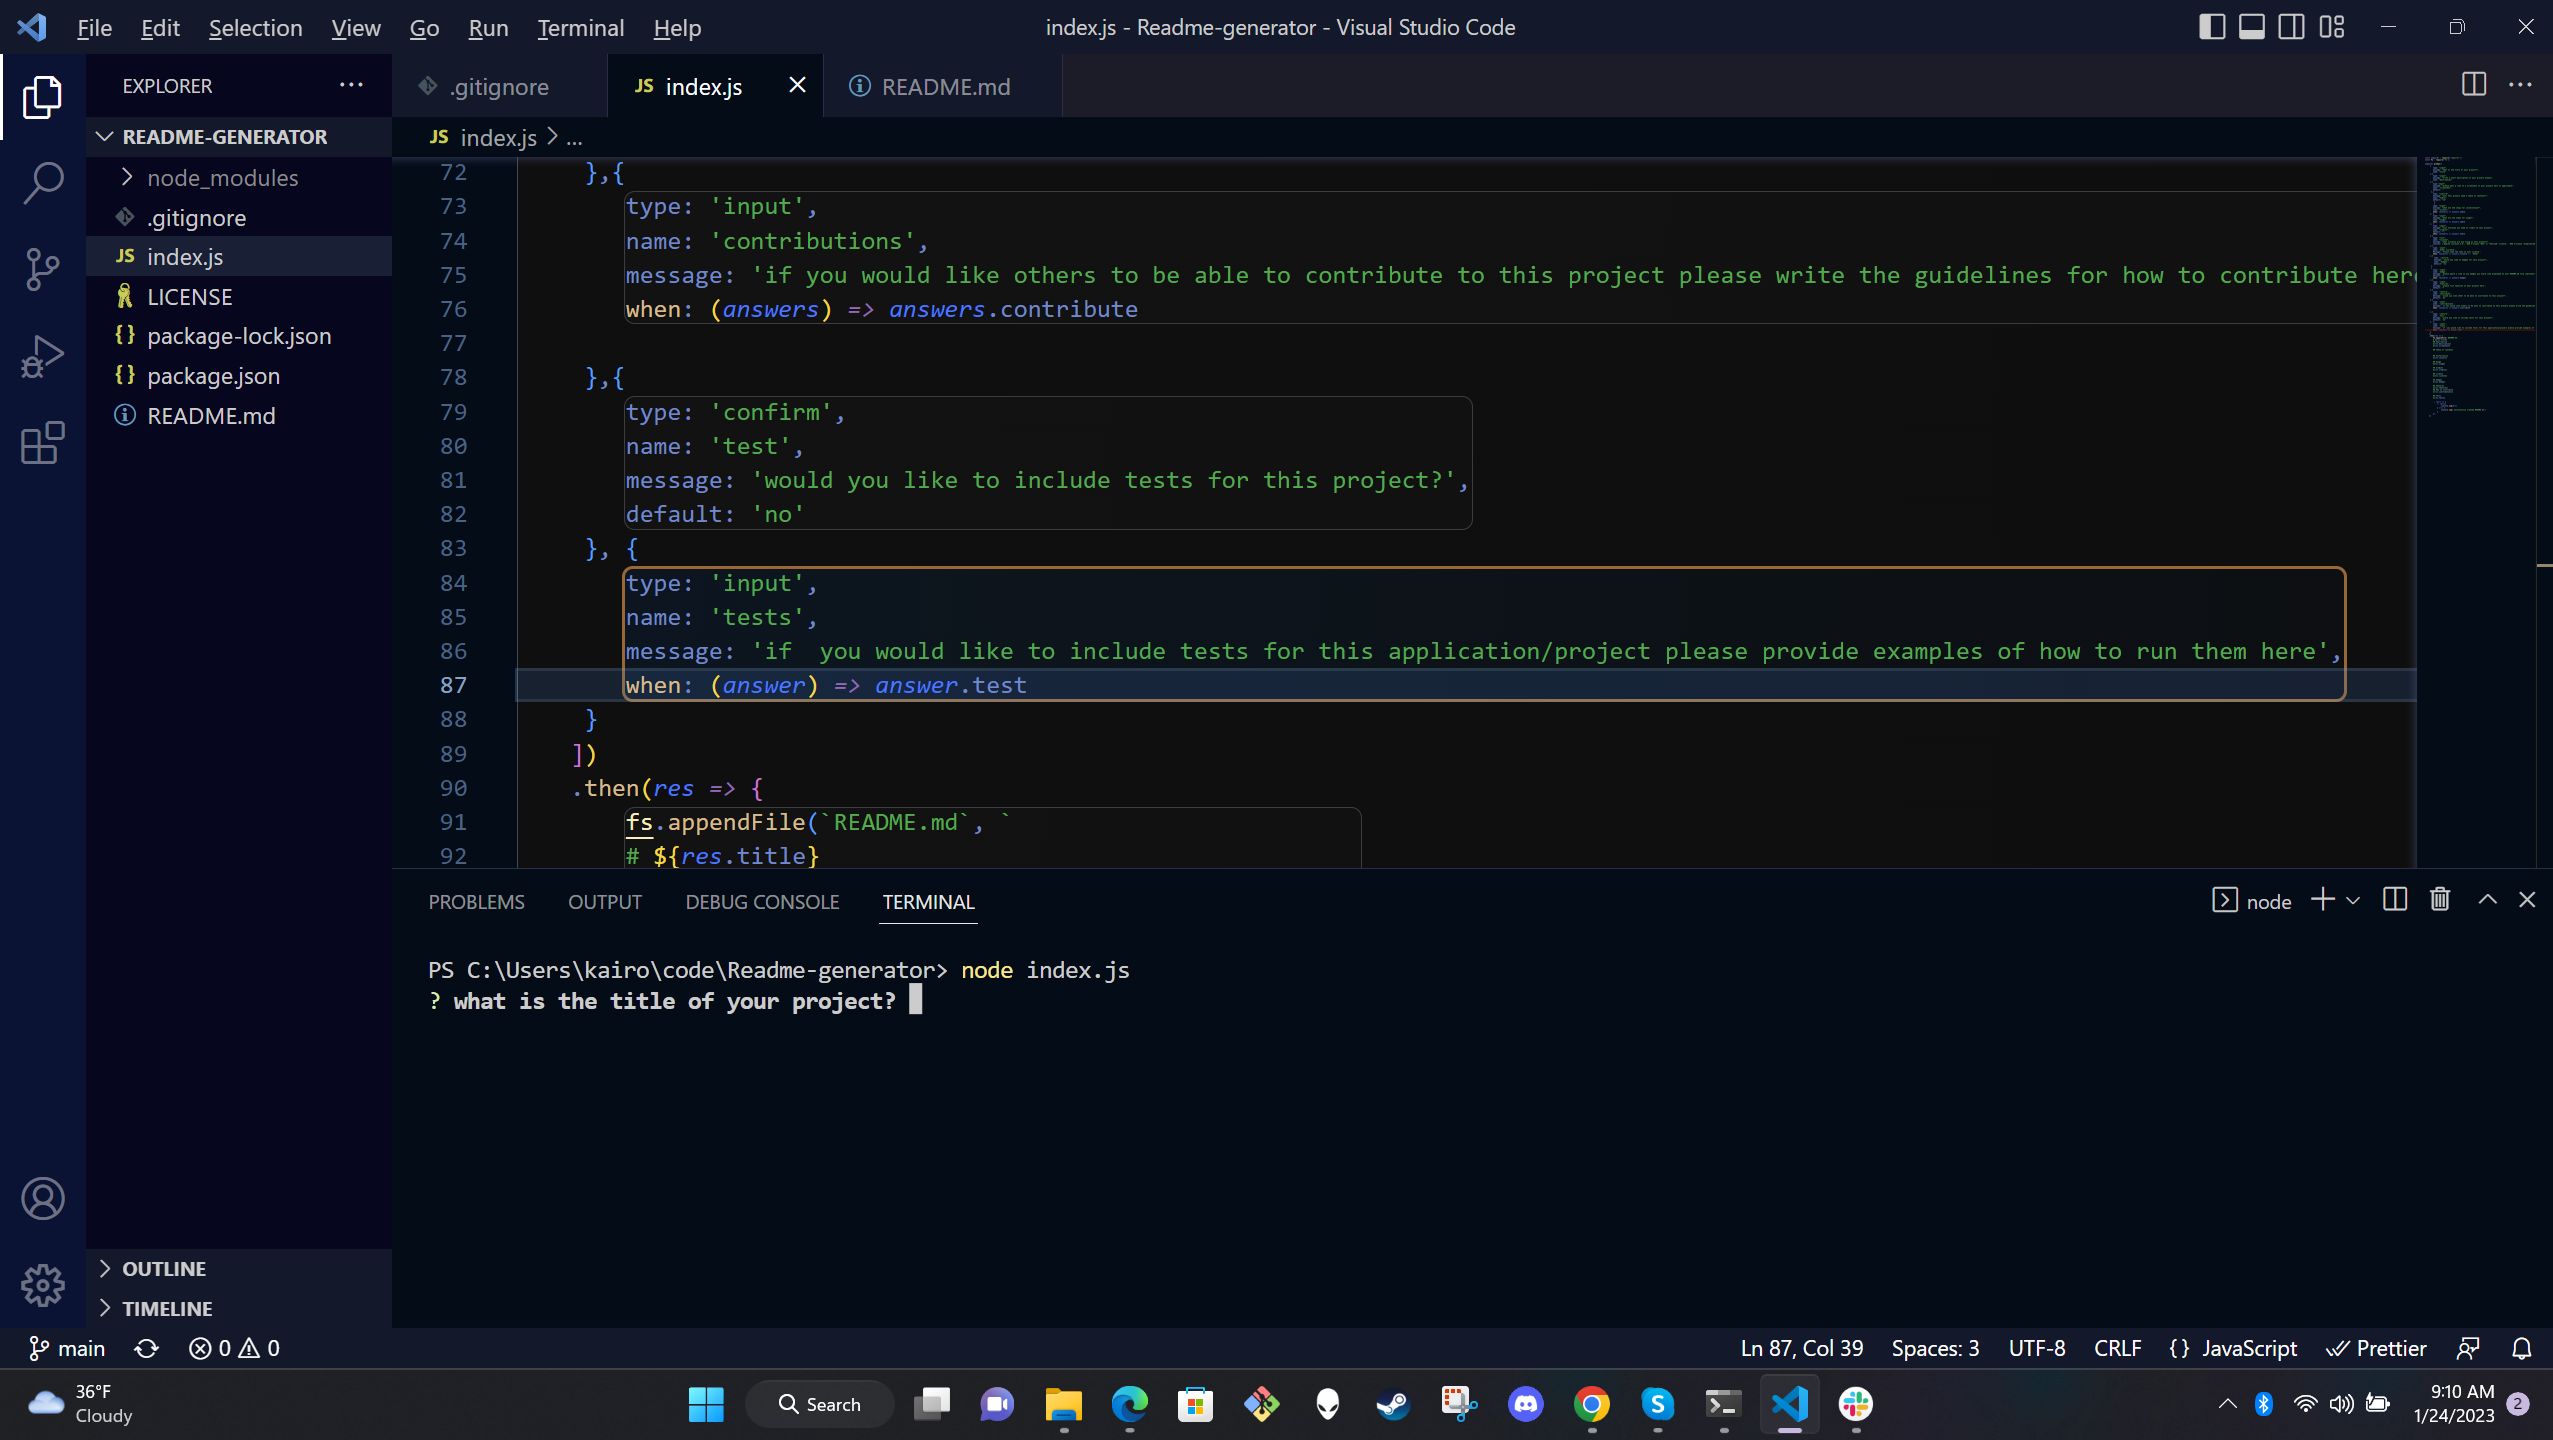 File Edit Selection View Go Run Terminal Help
index.js - Readme-generator - Visual Studio Code
EXPLORER
README-GENERATOR
node_modules
.gitignore
JS index.js
LICENSE
{} package-lock.json
{} package.json
README.md
OUTLINE
TIMELINE
.gitignore
JS index.js
README.md
JS index.js > ...
72 },{
73 type: 'input',
74 name: 'contributions',
75 message: 'if you would like others to be able to contribute to this project please write the guidelines for how to contribute here
76 when: (answers) => answers.contribute
77
78 },{
79 type: 'confirm',
80 name: 'test',
81 message: 'would you like to include tests for this project?',
82 default: 'no'
83 }, {
84 type: 'input',
85 name: 'tests',
86 message: 'if  you would like to include tests for this application/project please provide examples of how to run them here',
87 when: (answer) => answer.test
88 }
89 ])
90 .then(res => {
91 fs.appendFile(`README.md`, `
92 # ${res.title}
PROBLEMS OUTPUT DEBUG CONSOLE TERMINAL
node
PS C:\Users\kairo\code\Readme-generator> node index.js
? what is the title of your project?
main 0 0
Ln 87, Col 39 Spaces: 3 UTF-8 CRLF {} JavaScript Prettier
36°F
Cloudy
Search
9:10 AM
1/24/2023
2